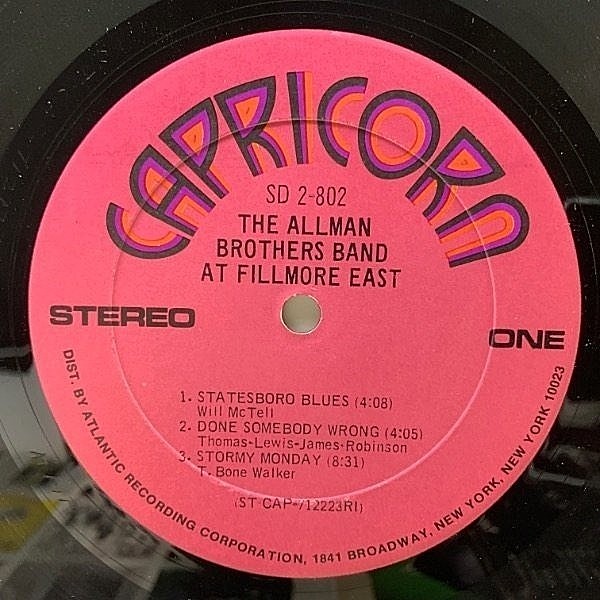 CAPRICORN
SD 2-802
THE ALLMAN
BROTHERS BAND
AT FILLMORE EAST
STEREO
ONE
1. STATESBORO BLUES (4:08)
Will McTell
2. DONE SOMEBODY WRONG (4:05)
Thomas-Lewis-James-Robinson
3. STORMY MONDAY (8:31)
T. Bone Walker
(ST-CAP-712223RI)
DIST. BY ATLANTIC RECORDING CORPORATION, 1841 BROADWAY, NEW YORK, NEW YORK 10023